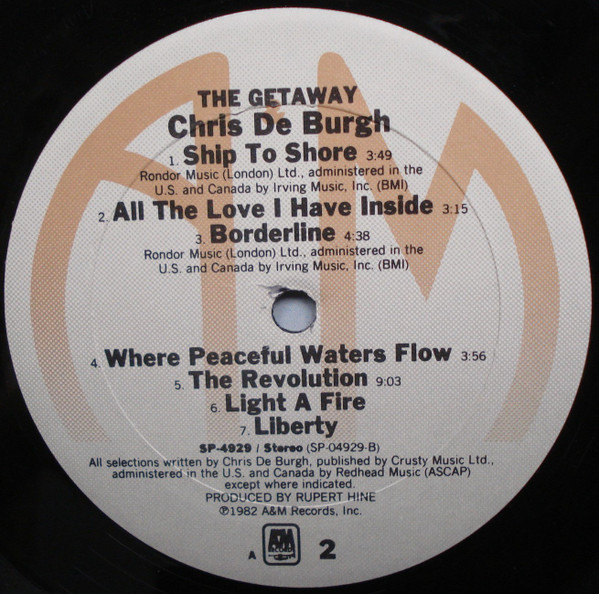 THE GETAWAY
Chris De Burgh
1. Ship To Shore 3:49
Rondor Music (London) Ltd., administered in the
U.S. and Canada by Irving Music, Inc. (BMI)
2. All The Love I Have Inside 3:15
3. Borderline 4:38
Rondor Music (London) Ltd., administered in the
U.S. and Canada by Irving Music, Inc. (BMI)
4. Where Peaceful Waters Flow 3:56
5. The Revolution 9:03
6. Light A Fire
7. Liberty
SP-4929 / Stereo (SP-04929-B)
All selections written by Chris De Burgh, published by Crusty Music Ltd.,
administered in the U.S. and Canada by Redhead Music (ASCAP)
except where indicated.
PRODUCED BY RUPERT HINE
℗1982 A&M Records, Inc.
A A&M RECORDS 2